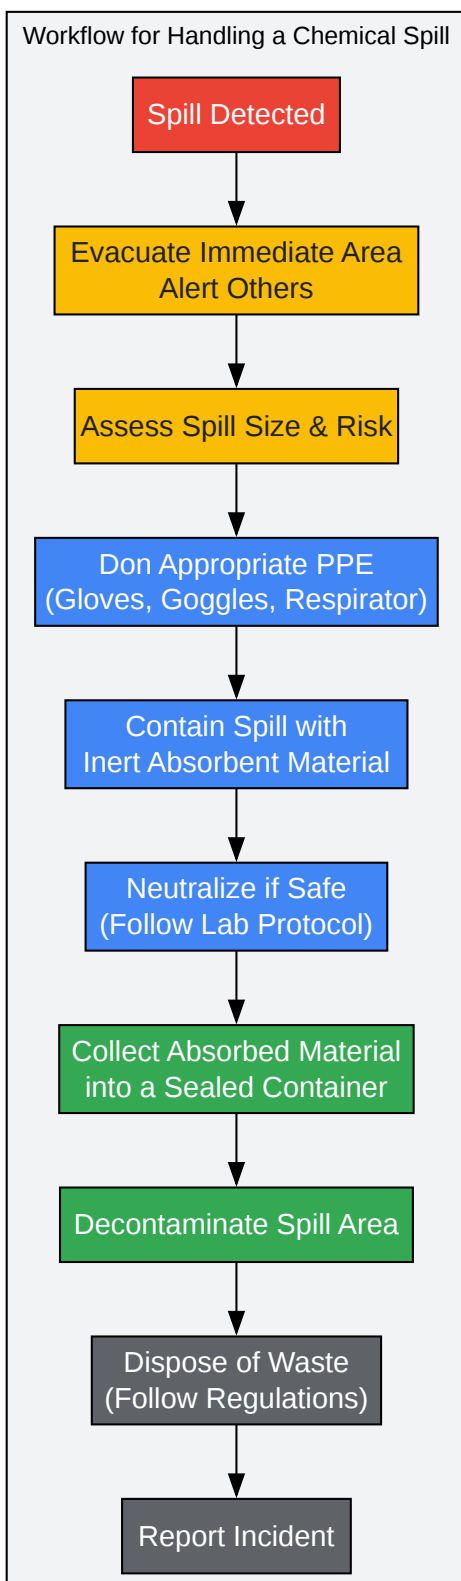 Workflow for Handling a Chemical Spill
Spill Detected
Evacuate Immediate Area
Alert Others
Assess Spill Size & Risk
Don Appropriate PPE
(Gloves, Goggles, Respirator)
Contain Spill with
Inert Absorbent Material
Neutralize if Safe
(Follow Lab Protocol)
Collect Absorbed Material
into a Sealed Container
Decontaminate Spill Area
Dispose of Waste
(Follow Regulations)
Report Incident